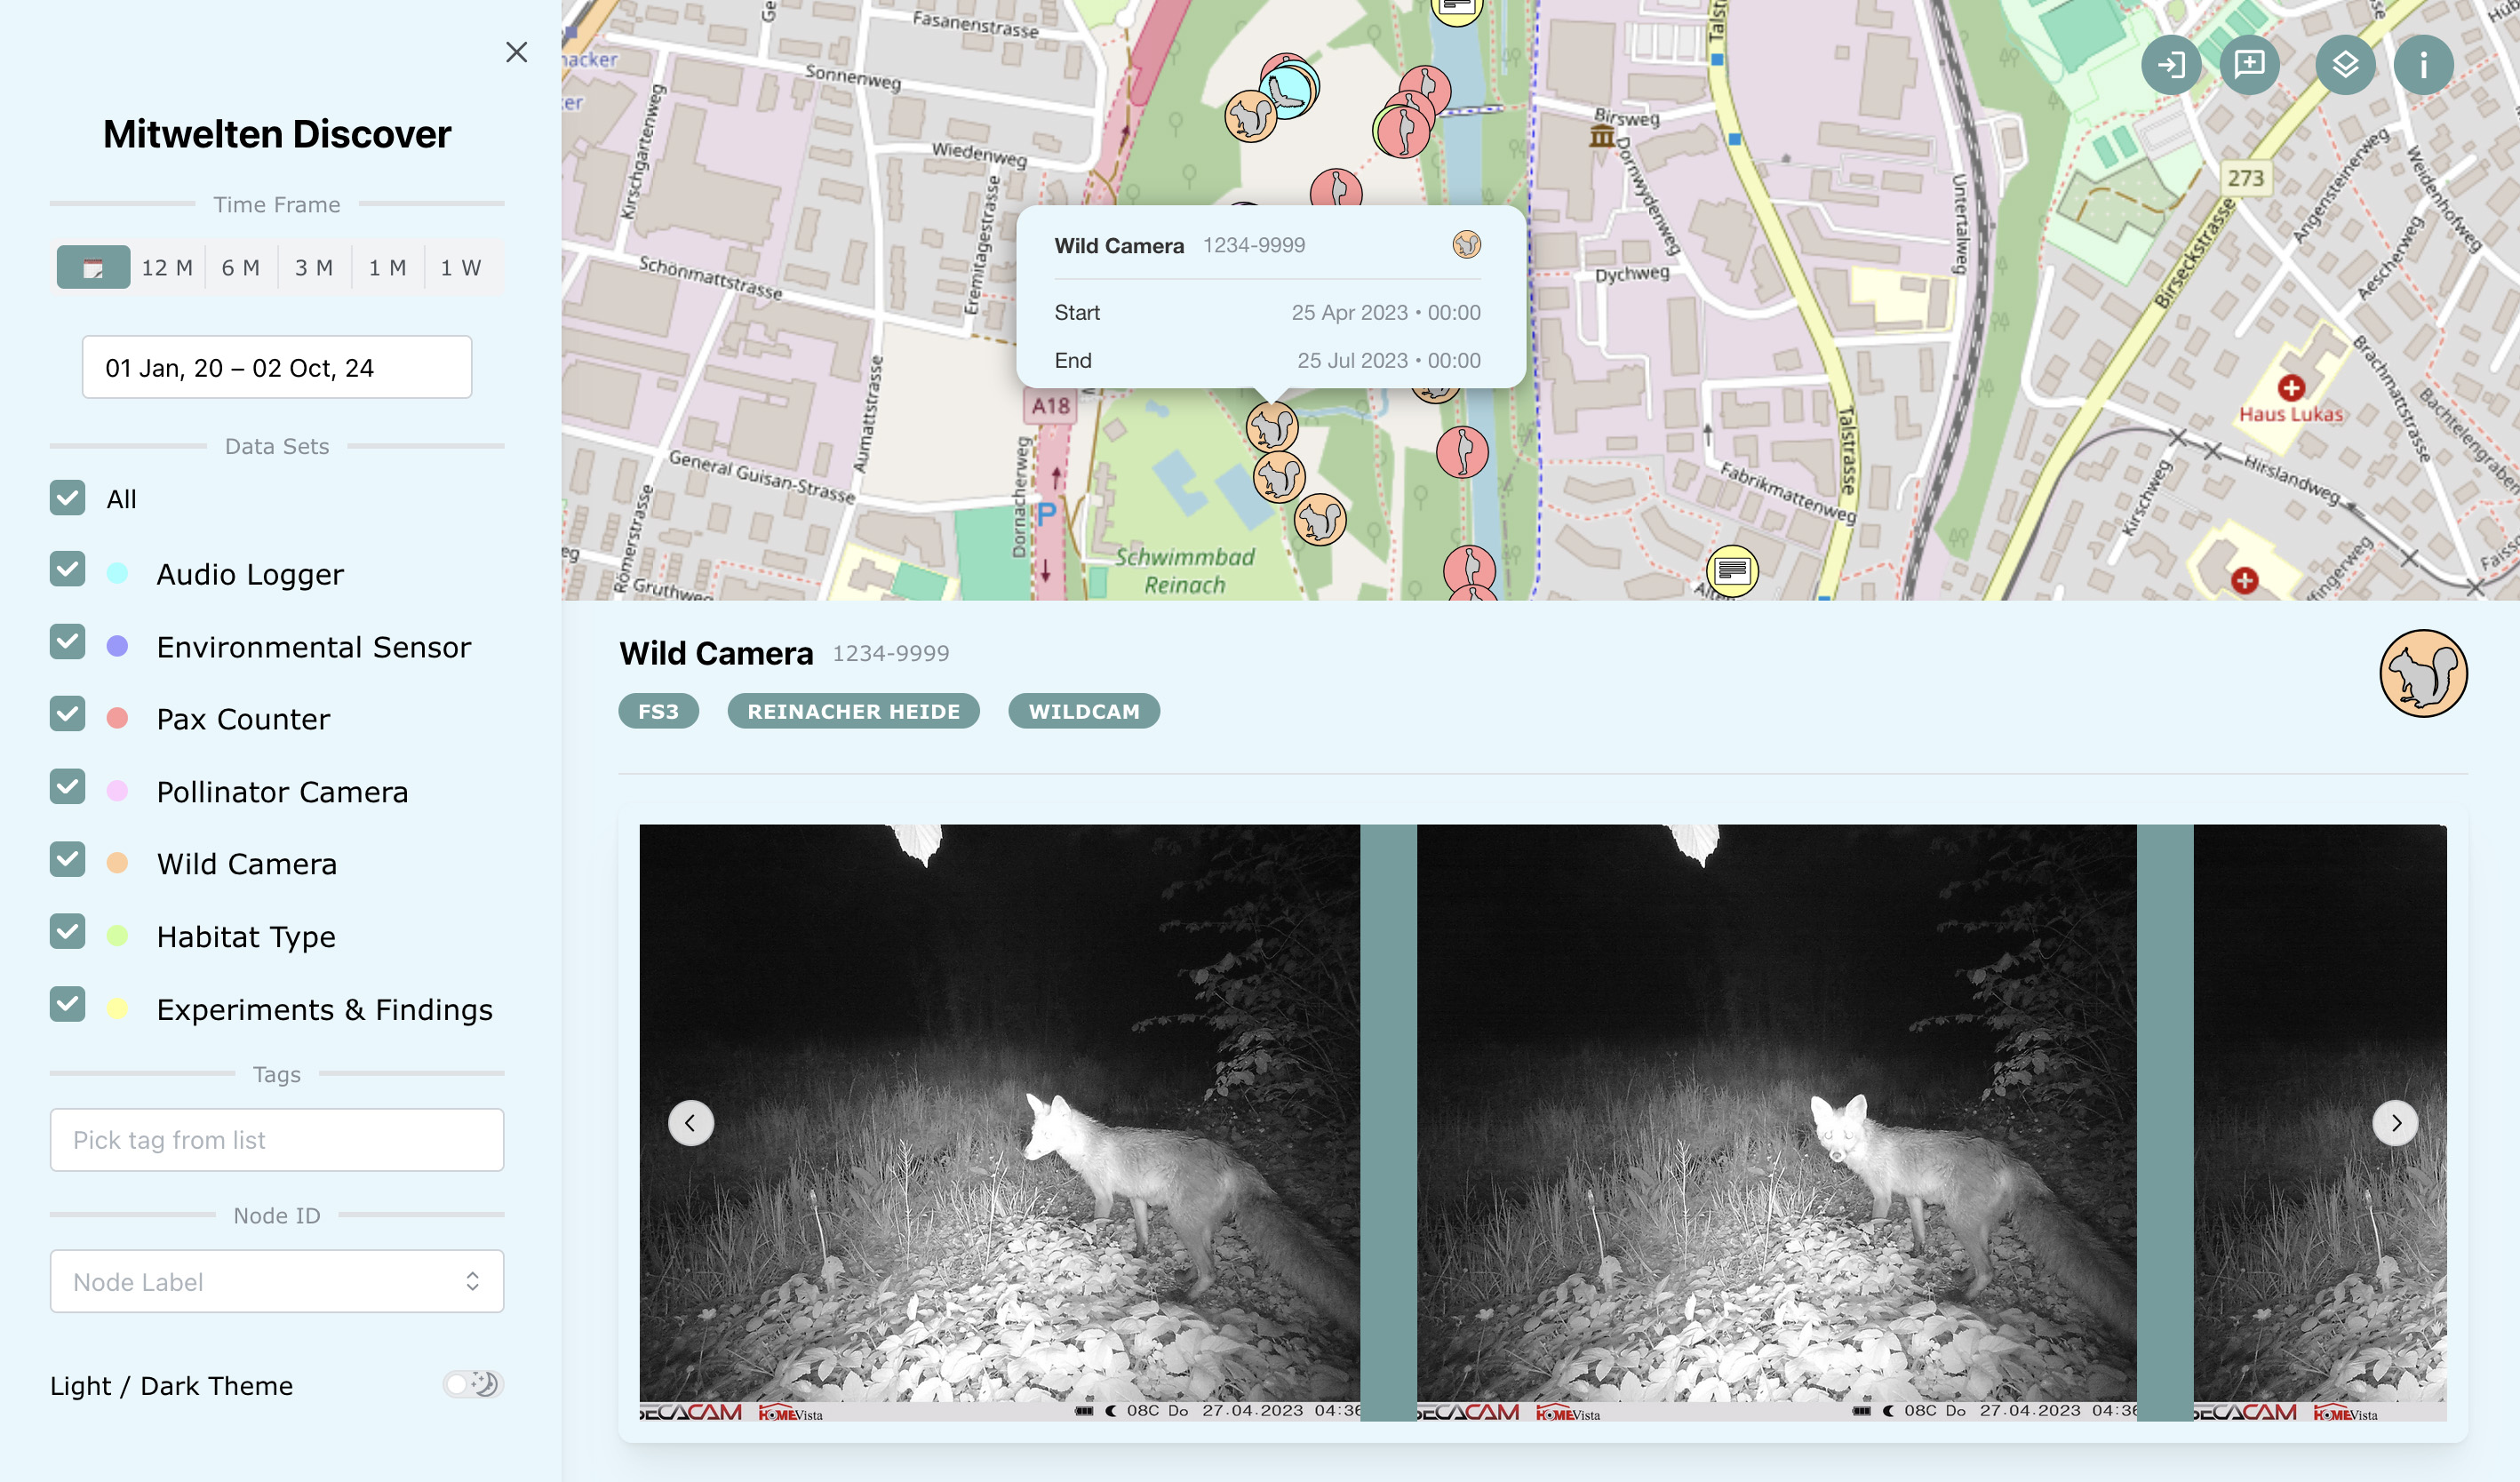 Mitwelten Discover
Time Frame
12 M
6 M
3 M
1 M
1 W
01 Jan, 20 – 02 Oct, 24
Data Sets
All
Audio Logger
Environmental Sensor
Pax Counter
Pollinator Camera
Wild Camera
Habitat Type
Experiments & Findings
Tags
Pick tag from list
Node ID
Node Label
Light / Dark Theme
Fasanenstrasse
Sonnenweg
Kirschgartenweg
Wiedenweg
Eremitagestrasse
Schönmattstrasse
Aumattstrasse
General Guisan-Strasse
Römerstrasse
Gruthweg
Dornacherweg
A18
P
Schwimmbad
Reinach
Birsweg
Dornwydenweg
Dychweg
Talstrasse
Talstrasse
Fabrikmattenweg
Untertalweg
273
Birseckstrasse
Angensteinerweg
Weidenhofweg
Aescherweg
Brachmattstrasse
Haus Lukas
Hirslandweg
Kirschweg
Wild Camera 1234-9999
Start 25 Apr 2023 • 00:00
End 25 Jul 2023 • 00:00
Wild Camera 1234-9999
FS3 REINACHER HEIDE WILDCAM
SECACAM HOMEVista 08C Do 27.04.2023 04:36
SECACAM HOMEVista 08C Do 27.04.2023 04:36
SECACAM HOMEVista